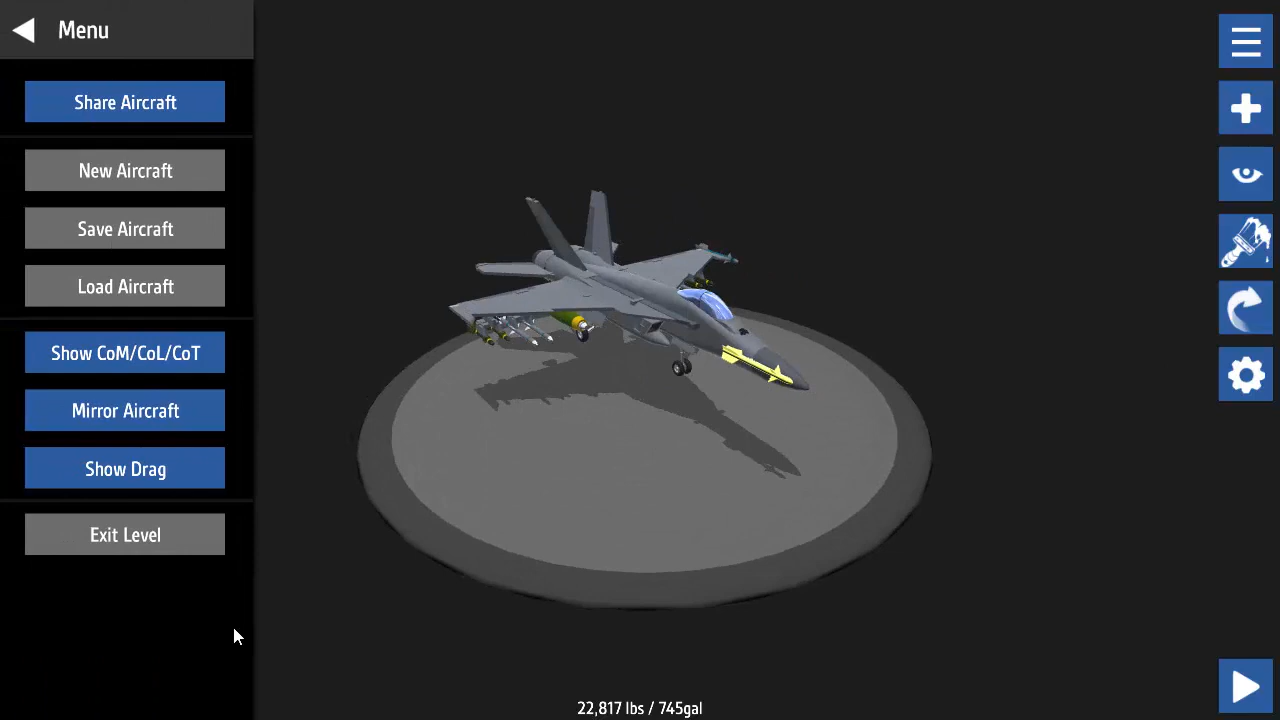 Menu
Share Aircraft
New Aircraft
Save Aircraft
Load Aircraft
Show CoM/CoL/CoT
Mirror Aircraft
Show Drag
Exit Level
22,817 lbs / 745gal